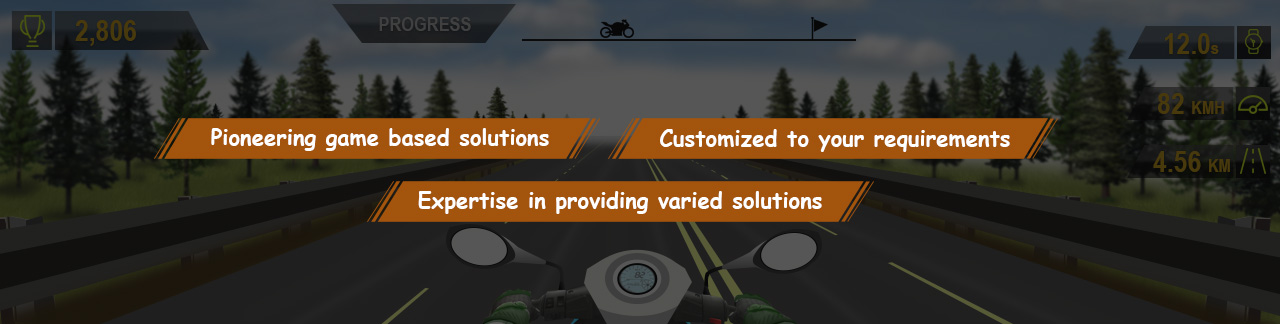 2,806
PROGRESS
12.0s
82 KMH
4.56 KM
Pioneering game based solutions
Customized to your requirements
Expertise in providing varied solutions
82